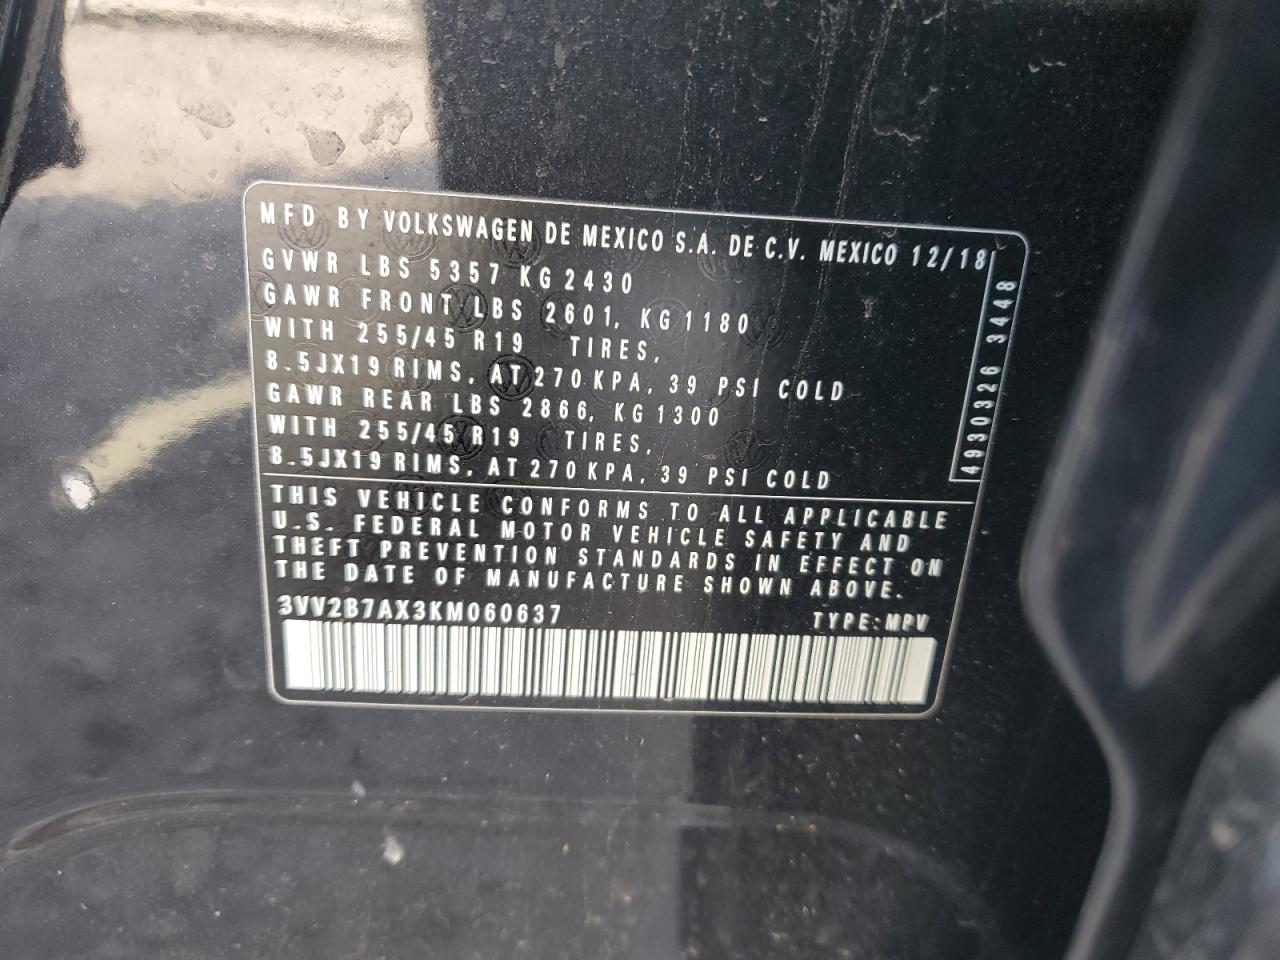 MFD BY VOLKSWAGEN DE MEXICO S.A. DE C.V. MEXICO 12/18
GVWR LBS 5357 KG 2430
GAWR FRONT LBS 2601, KG 1180
WITH 255/45 R19 TIRES,
8.5JX19 RIMS, AT 270 KPA, 39 PSI COLD
GAWR REAR LBS 2866, KG 1300
WITH 255/45 R19 TIRES,
8.5JX19 RIMS, AT 270 KPA, 39 PSI COLD
4930326 3448
THIS VEHICLE CONFORMS TO ALL APPLICABLE
U.S. FEDERAL MOTOR VEHICLE SAFETY AND
THEFT PREVENTION STANDARDS IN EFFECT ON
THE DATE OF MANUFACTURE SHOWN ABOVE.
3VV2B7AX3KM060637 TYPE:MPV